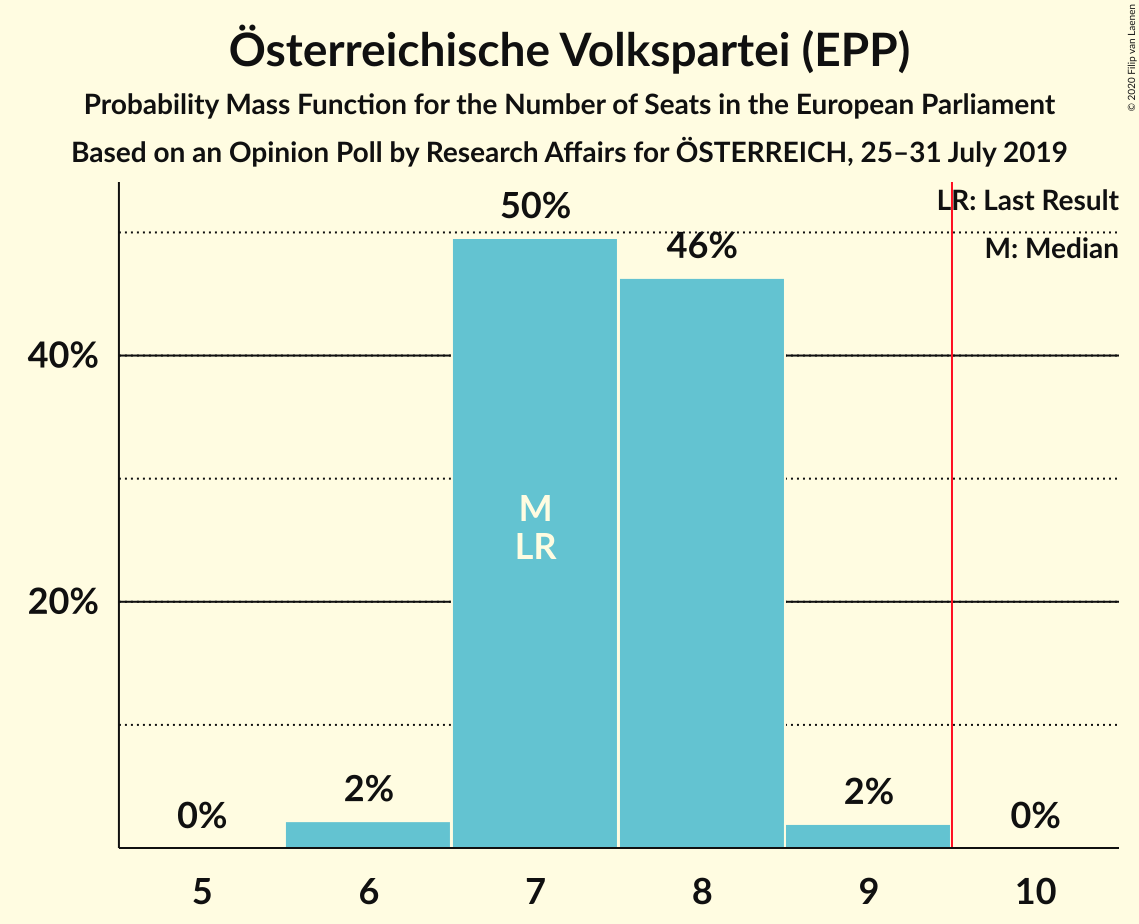 Österreichische Volkspartei (EPP)
Probability Mass Function for the Number of Seats in the European Parliament
Based on an Opinion Poll by Research Affairs for ÖSTERREICH, 25–31 July 2019
© 2020 Filip van Laenen
LR: Last Result
M: Median
50%
46%
40%
M
LR
20%
0%
2%
2%
0%
5 6 7 8 9 10